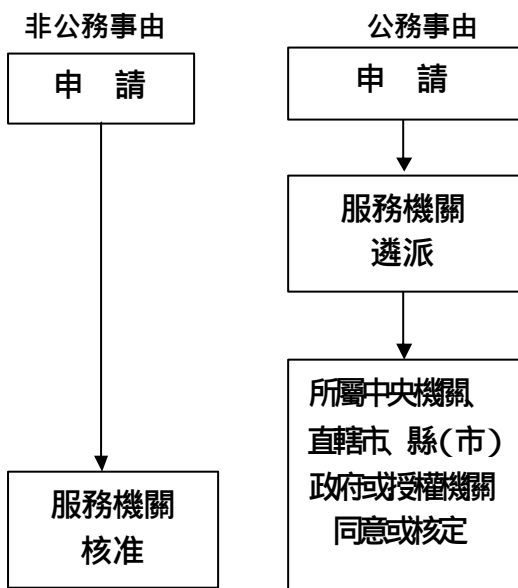 非公務事由
申 請
服務機關
核准
公務事由
申 請
服務機關
遴派
所屬中央機關、
直轄市、縣(市)
政府或授權機關
同意或核定